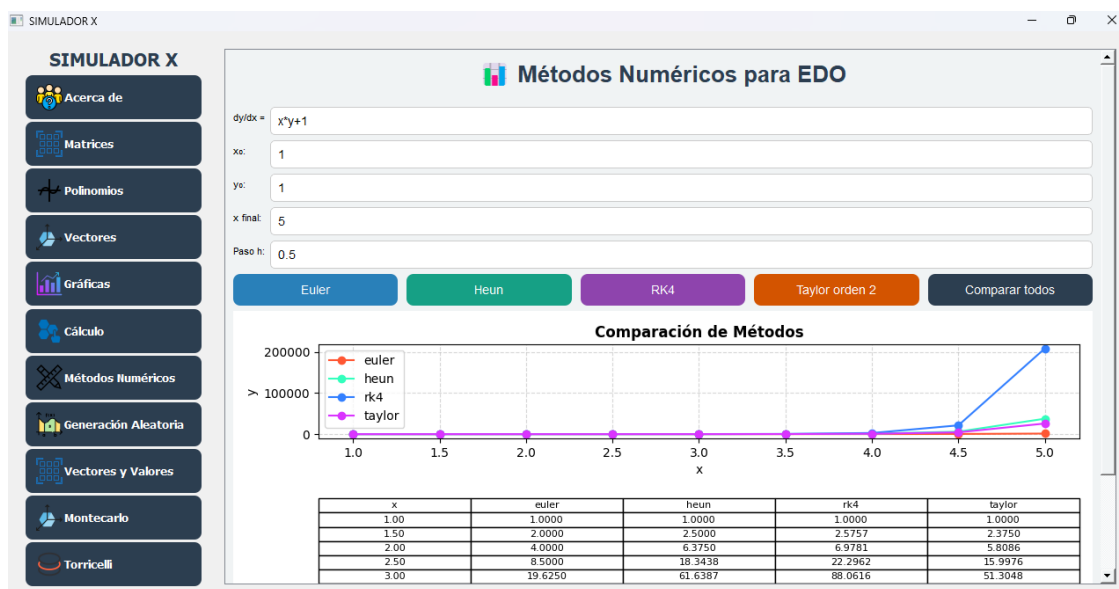 SIMULADOR X
SIMULADOR X
Acerca de
Matrices
Polinomios
Vectores
Gráficas
Cálculo
Métodos Numéricos
Generación Aleatoria
Vectores y Valores
Montecarlo
Torricelli
Métodos Numéricos para EDO
dy/dx = x*y+1
x₀: 1
y₀: 1
x final: 5
Paso h: 0.5
Euler Heun RK4 Taylor orden 2 Comparar todos
Comparación de Métodos
200000
100000
0
y
euler
heun
rk4
taylor
1.0 1.5 2.0 2.5 3.0 3.5 4.0 4.5 5.0
x
x euler heun rk4 taylor
1.00 1.0000 1.0000 1.0000 1.0000
1.50 2.0000 2.5000 2.5757 2.3750
2.00 4.0000 6.3750 6.9781 5.8086
2.50 8.5000 18.3438 22.2962 15.9976
3.00 19.6250 61.6387 88.0616 51.3048